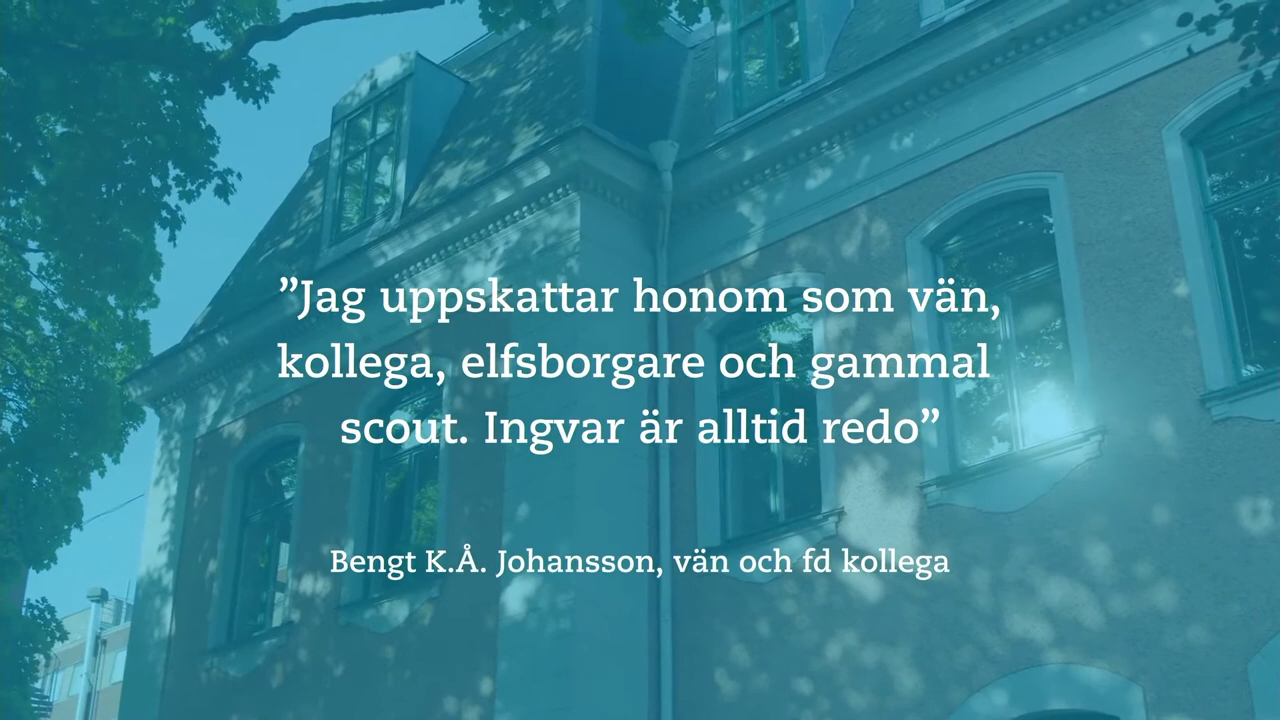 ”Jag uppskattar honom som vän,
kollega, elfsborgare och gammal
scout. Ingvar är alltid redo”
Bengt K.Å. Johansson, vän och fd kollega